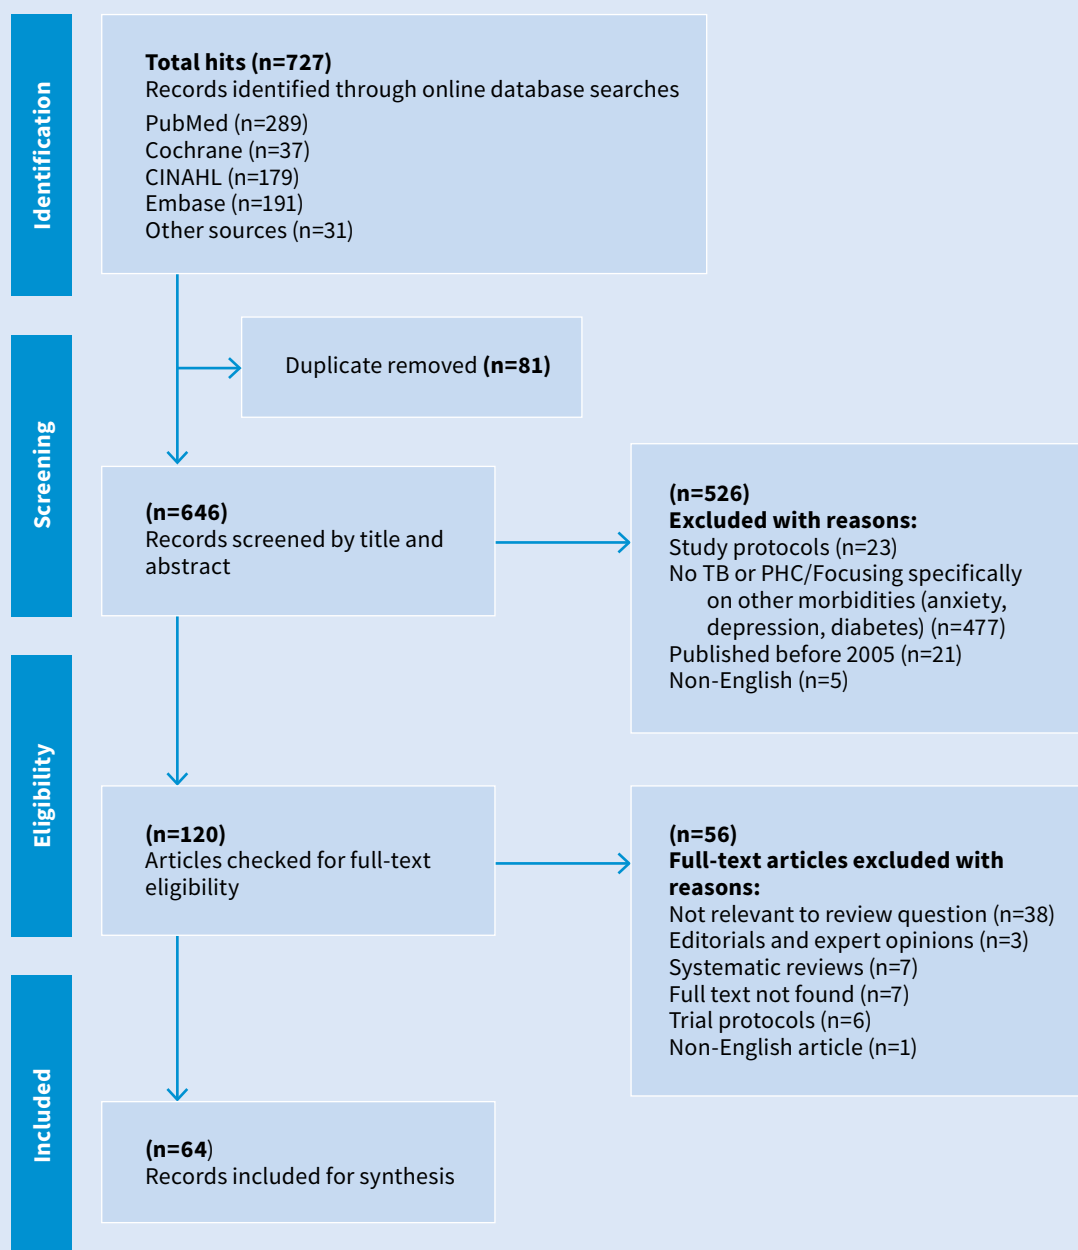 Identification
Total hits (n=727)
Records identified through online database searches
PubMed (n=289)
Cochrane (n=37)
CINAHL (n=179)
Embase (n=191)
Other sources (n=31)
Screening
Duplicate removed (n=81)
(n=646)
Records screened by title and
abstract
(n=526)
Excluded with reasons:
Study protocols (n=23)
No TB or PHC/Focusing specifically
on other morbidities (anxiety,
depression, diabetes) (n=477)
Published before 2005 (n=21)
Non-English (n=5)
Eligibility
(n=120)
Articles checked for full-text
eligibility
(n=56)
Full-text articles excluded with
reasons:
Not relevant to review question (n=38)
Editorials and expert opinions (n=3)
Systematic reviews (n=7)
Full text not found (n=7)
Trial protocols (n=6)
Non-English article (n=1)
Included
(n=64)
Records included for synthesis